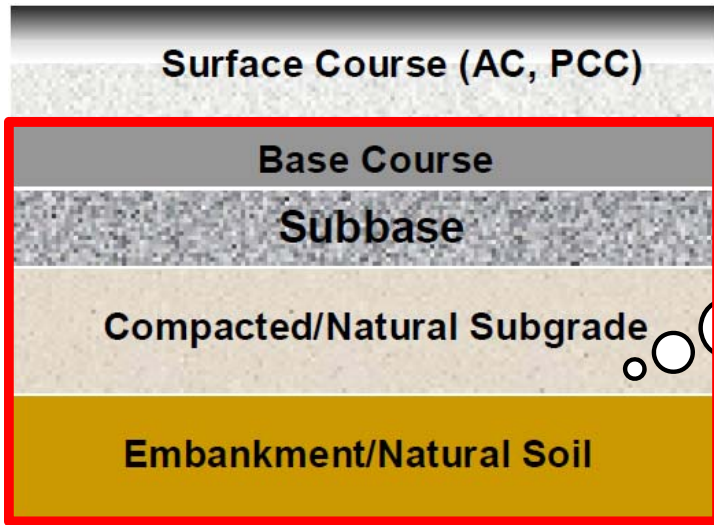 Surface Course (AC, PCC)
Base Course
Subbase
Compacted/Natural Subgrade
Embankment/Natural Soil